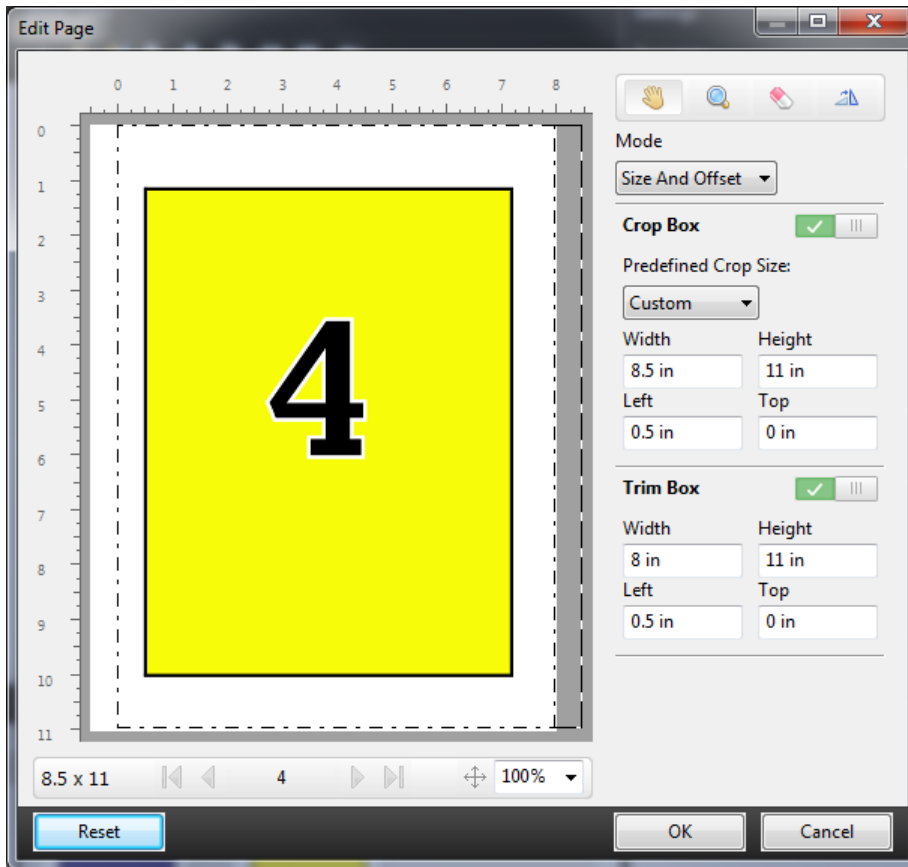 Edit Page
0 1 2 3 4 5 6 7 8
0
1
2
3
4
5
6
7
8
9
10
11
4
Mode
Size And Offset
Crop Box
Predefined Crop Size:
Custom
Width Height
8.5 in 11 in
Left Top
0.5 in 0 in
Trim Box
Width Height
8 in 11 in
Left Top
0.5 in 0 in
8.5 x 11 4 100%
Reset OK Cancel